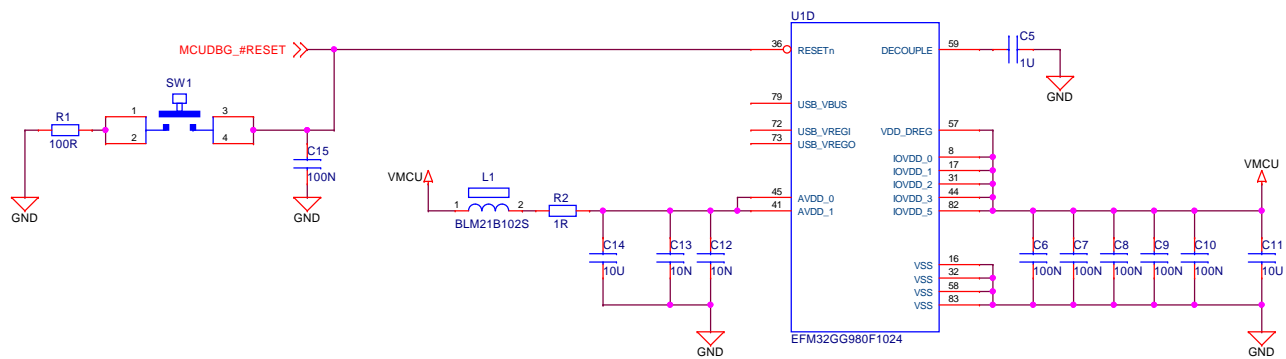 U1D
MCUDBG_#RESET
36
RESETn
DECOUPLE
59
C5
1U
GND
SW1
1
2
3
4
R1
100R
GND
C15
100N
GND
79
USB_VBUS
72
USB_VREGI
73
USB_VREGO
VDD_DREG
57
IOVDD_0
8
IOVDD_1
17
IOVDD_2
31
IOVDD_3
44
IOVDD_5
82
VMCU
L1
1
2
BLM21B102S
R2
1R
45
AVDD_0
41
AVDD_1
VMCU
C14
10U
C13
10N
C12
10N
GND
VSS
16
VSS
32
VSS
58
VSS
83
C6
100N
C7
100N
C8
100N
C9
100N
C10
100N
C11
10U
GND
EFM32GG980F1024